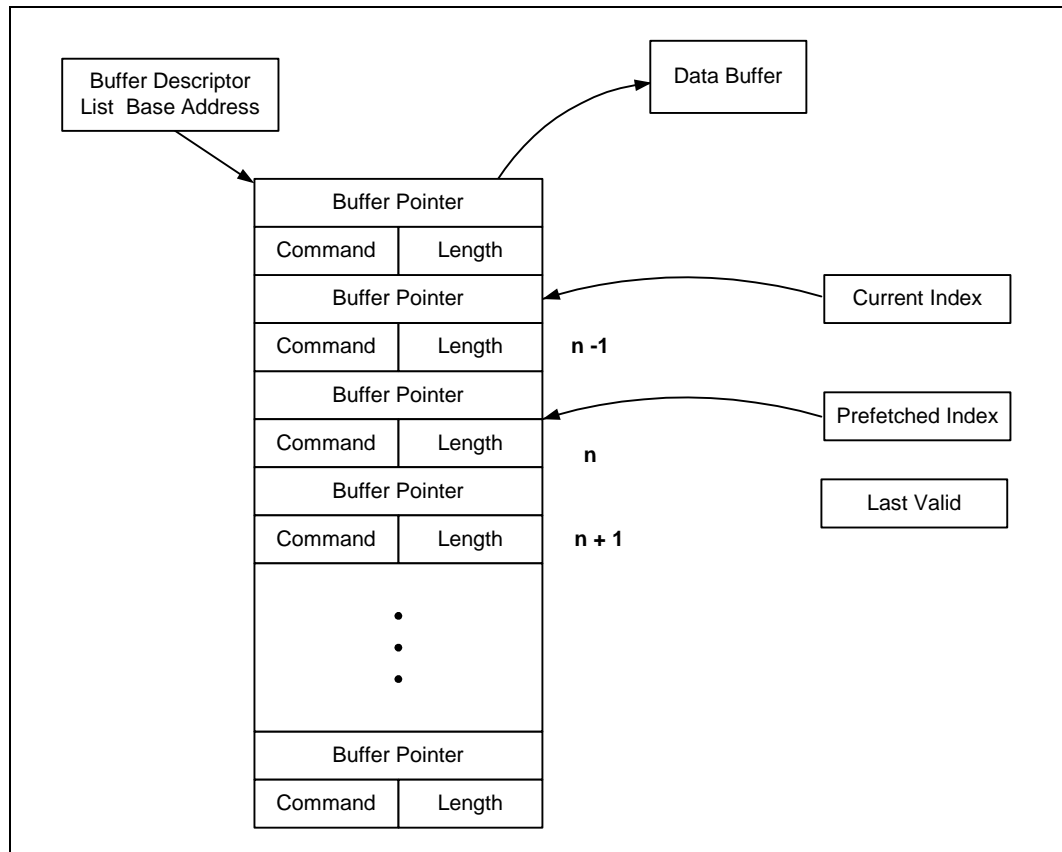 Buffer Descriptor
List Base Address
Data Buffer
Buffer Pointer
Command Length
Buffer Pointer
Current Index
Command Length
n -1
Buffer Pointer
Prefetched Index
Command Length
n
Buffer Pointer
Last Valid
Command Length
n + 1
Buffer Pointer
Command Length